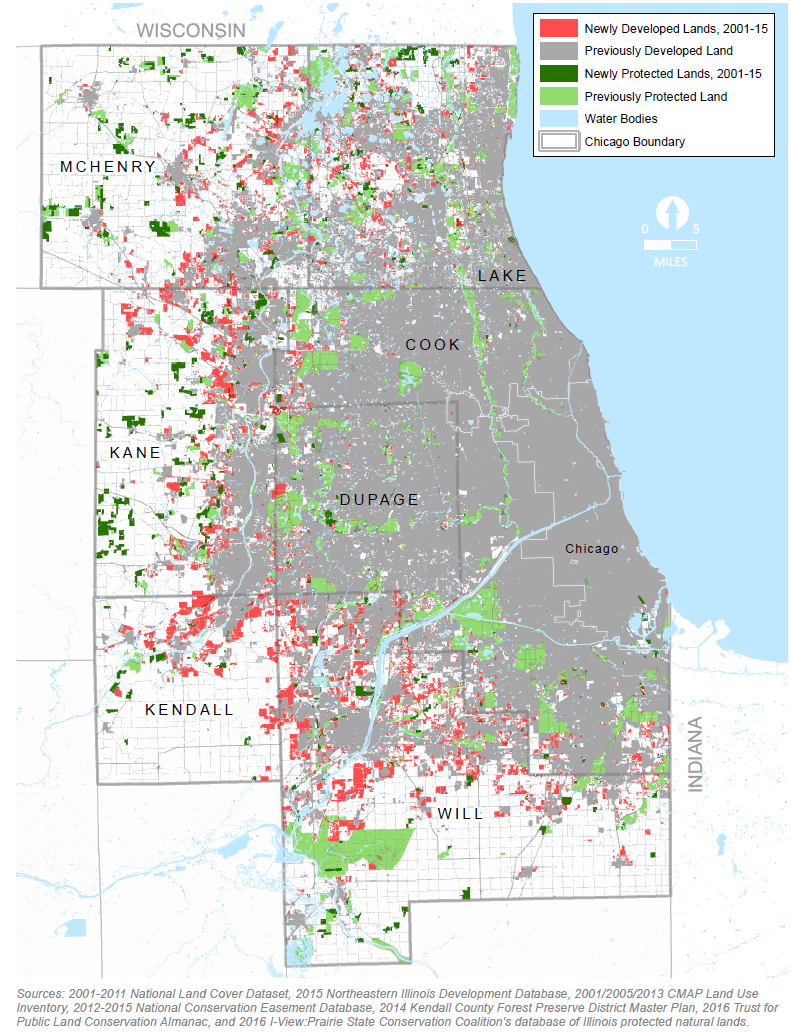 WISCONSIN
Newly Developed Lands, 2001-15
Previously Developed Land
Newly Protected Lands, 2001-15
Previously Protected Land
Water Bodies
Chicago Boundary
MCHENRY
0 5
MILES
LAKE
COOK
KANE
DUPAGE
Chicago
KENDALL
INDIANA
WILL
Sources: 2001-2011 National Land Cover Dataset, 2015 Northeastern Illinois Development Database, 2001/2005/2013 CMAP Land Use
Inventory, 2012-2015 National Conservation Easement Database, 2014 Kendall County Forest Preserve District Master Plan, 2016 Trust for
Public Land Conservation Almanac, and 2016 I-View:Prairie State Conservation Coalition's database of Illinois protected natural lands.